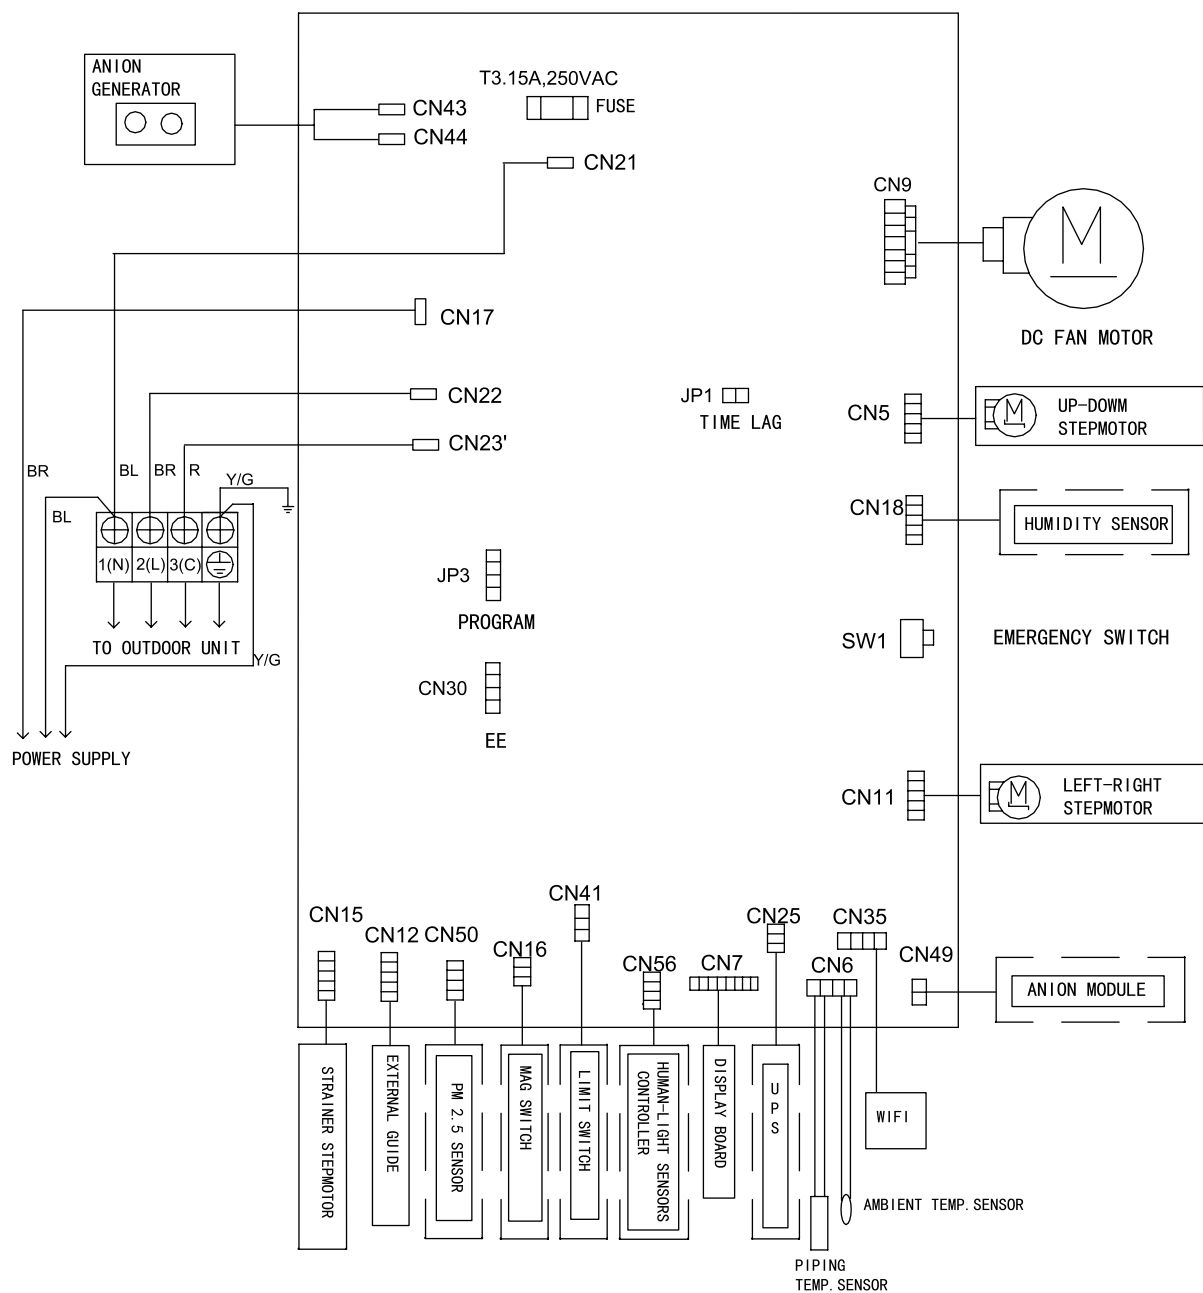 ANION
GENERATOR
CN43
CN44
T3.15A,250VAC
FUSE
CN21
CN9
DC FAN MOTOR
CN17
CN22
CN23'
JP1
TIME LAG
CN5
M
UP-DOWM
STEPMOTOR
BR
BL
BL
BR
R
Y/G
1(N)
2(L)
3(C)
TO OUTDOOR UNIT
Y/G
POWER SUPPLY
CN18
HUMIDITY SENSOR
JP3
PROGRAM
SW1
EMERGENCY SWITCH
CN30
EE
CN11
M
LEFT-RIGHT
STEPMOTOR
M
CN15
CN12
CN50
CN16
CN41
CN56
CN7
CN25
CN35
CN6
CN49
ANION MODULE
STRAINER STEPMOTOR
EXTERNAL GUIDE
PM 2.5 SENSOR
MAG SWITCH
LIMIT SWITCH
HUMAN-LIGHT SENSORS
CONTROLLER
DISPLAY BOARD
UPS
WIFI
AMBIENT TEMP.SENSOR
PIPING
TEMP.SENSOR